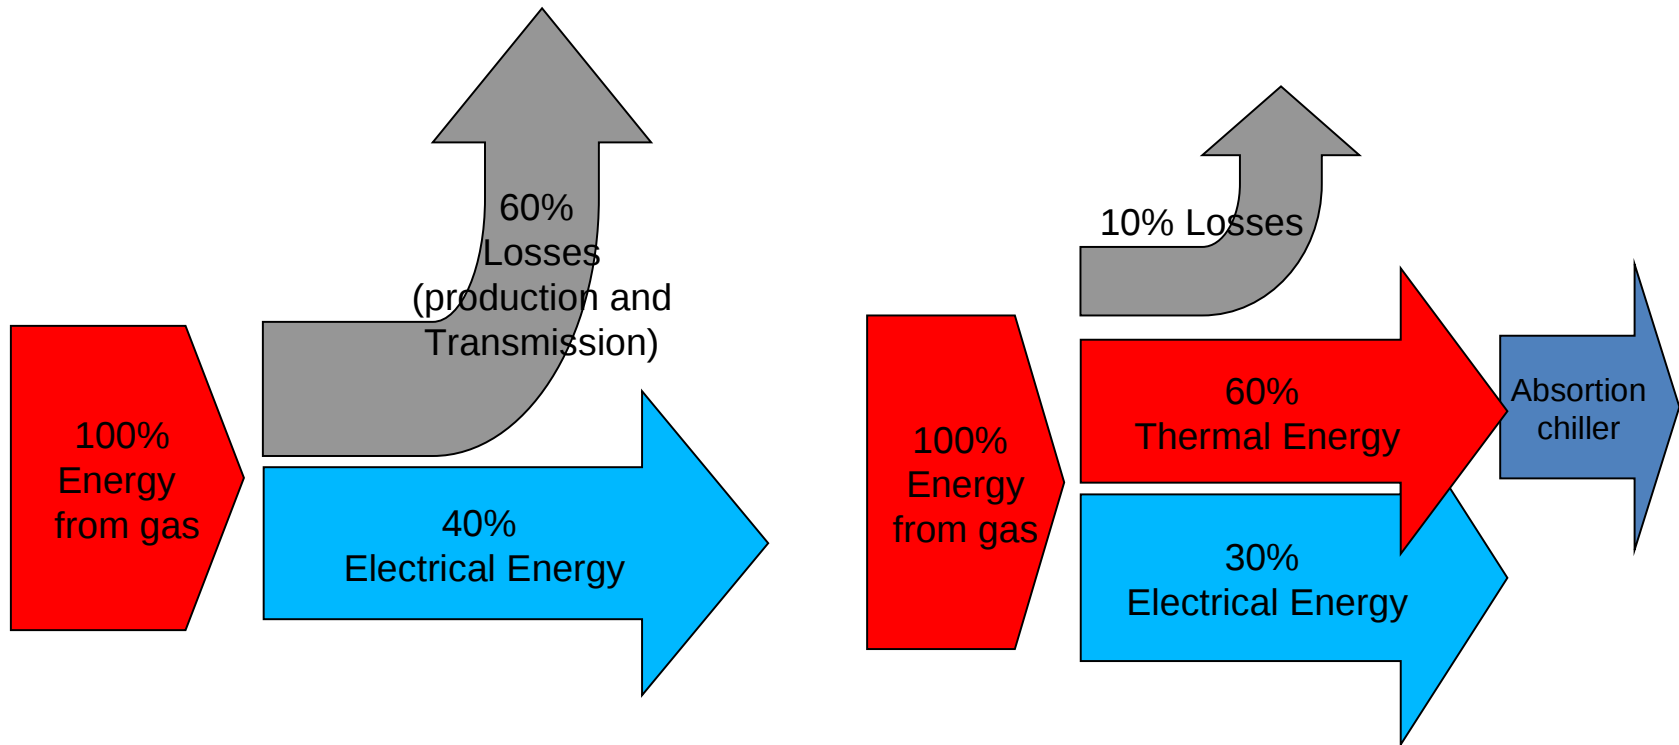 60%
Losses
(production and
Transmission)
100%
Energy
from gas
40%
Electrical Energy
10% Losses
100%
Energy
from gas
60%
Thermal Energy
30%
Electrical Energy
Absortion
chiller